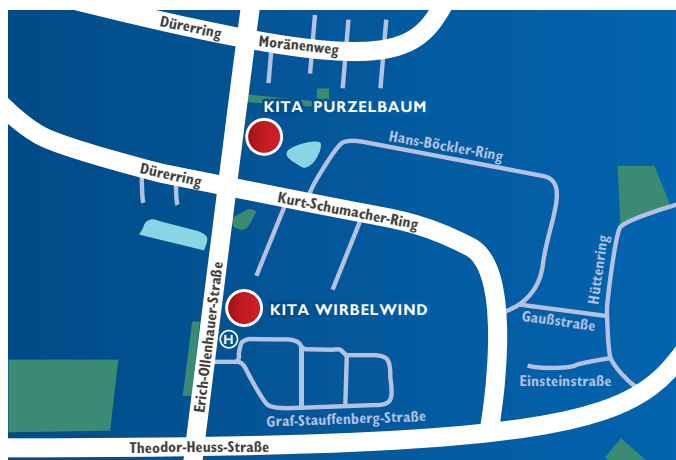 Dürerring
Moränenweg
KITA PURZELBAUM
Hans-Böckler-Ring
Dürerring
Kurt-Schumacher-Ring
Hüttenring
Erich-Ollenhauer-Straße
KITA WIRBELWIND
Gaußstraße
H
Einsteinstraße
Graf-Stauffenberg-Straße
Theodor-Heuss-Straße